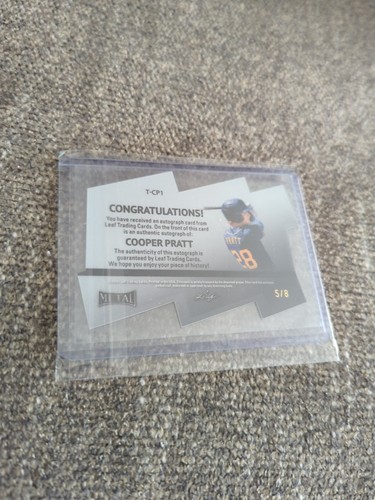 T-CP1
CONGRATULATIONS!
You have received an autograph card from
Leaf Trading Cards. On the front of this card
is an authentic autograph of:
COOPER PRATT
The authenticity of this autograph is
guaranteed by Leaf Trading Cards.
We hope you enjoy your piece of history!
PRATT
28
METAL
5/8